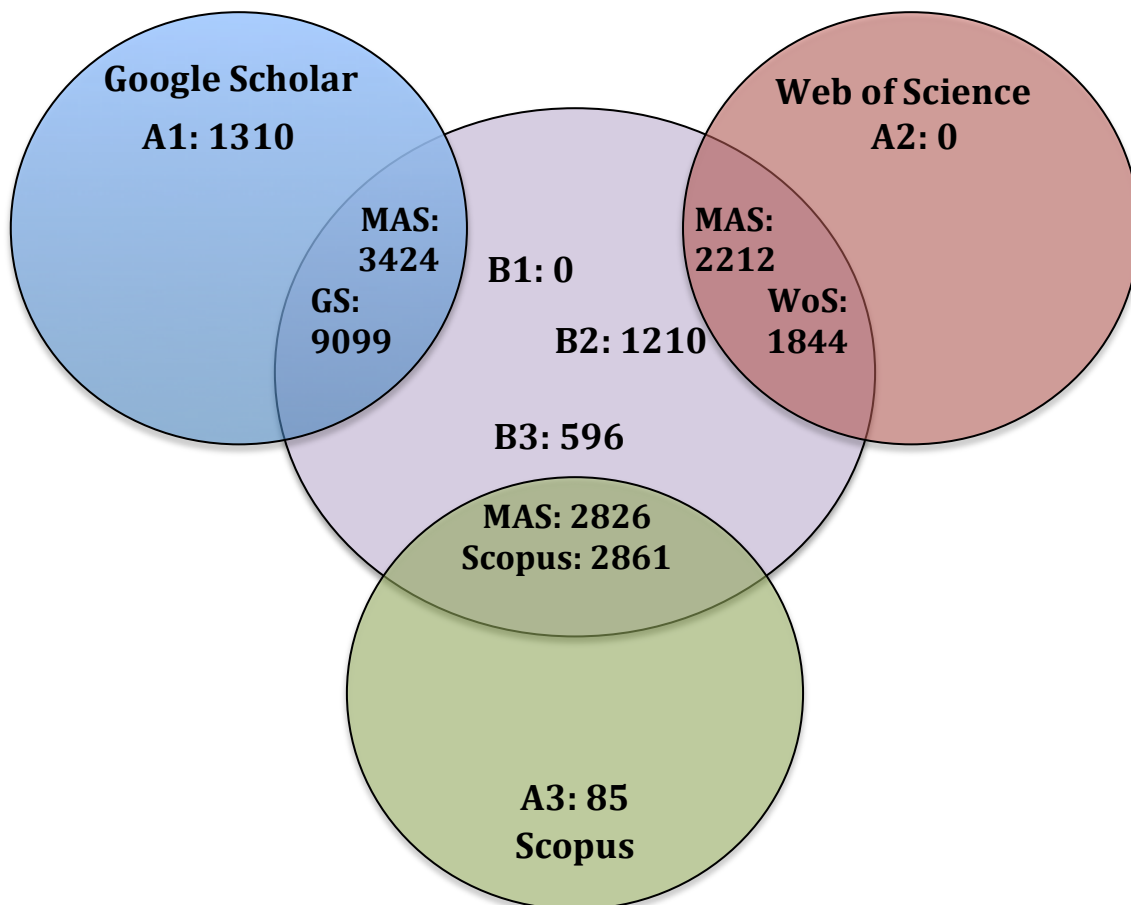 Google Scholar
A1: 1310
Web of Science
A2: 0
MAS:
3424
GS:
9099
B1: 0
B2: 1210
B3: 596
MAS:
2212
WoS:
1844
MAS: 2826
Scopus: 2861
A3: 85
Scopus